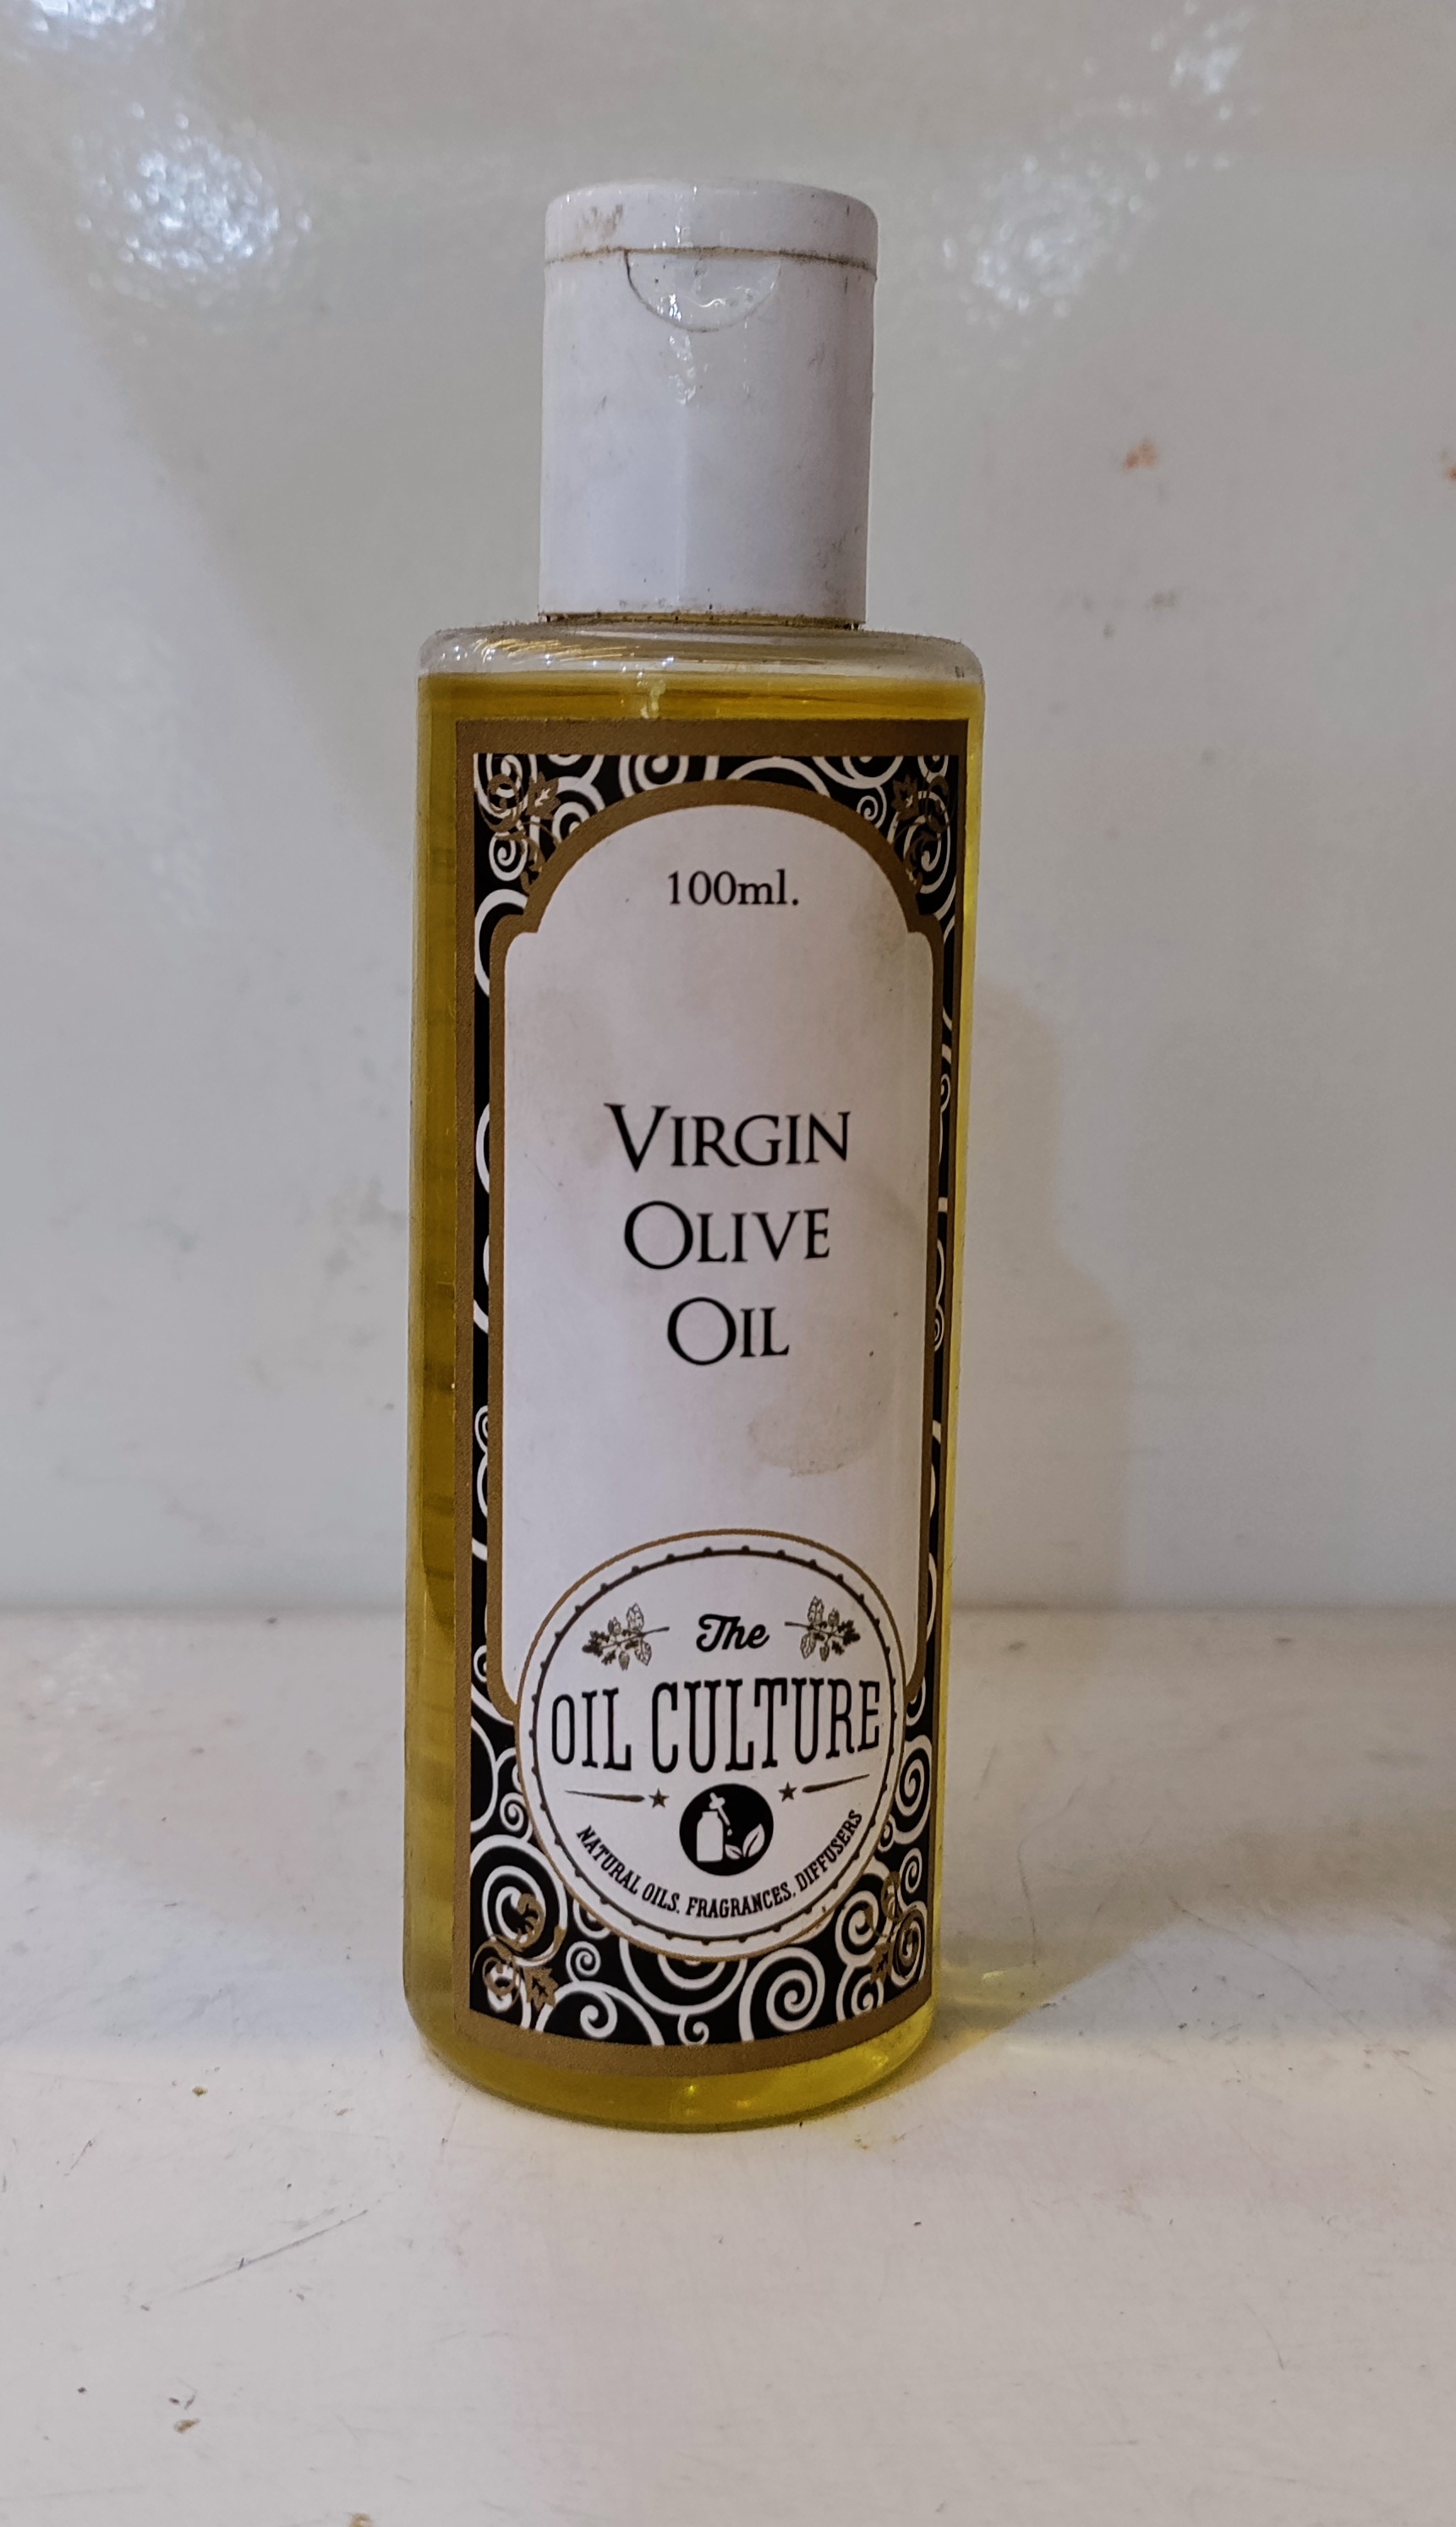 100ml.
VIRGIN
OLIVE
OIL
The
OIL CULTURE
NATURAL OILS. FRAGRANCES. DIFFUSERS